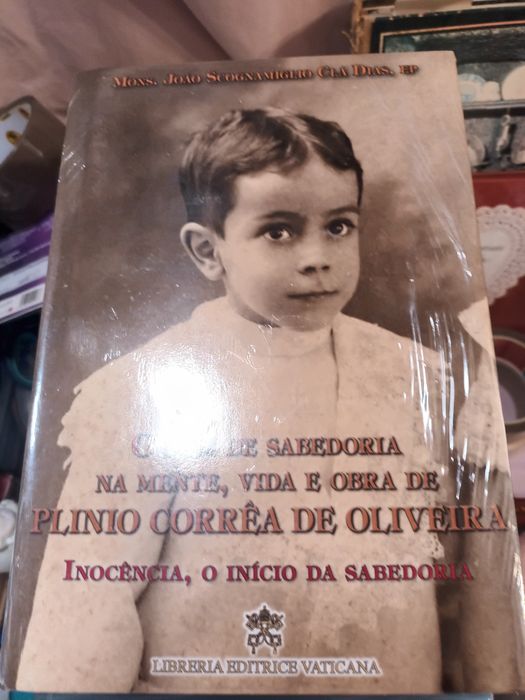 Mons. João Scognamiglio Clá Dias, EP
DE SABEDORIA
NA MENTE, VIDA E OBRA DE
PLINIO CORRÊA DE OLIVEIRA
Inocência, o início da sabedoria
LIBRERIA EDITRICE VATICANA